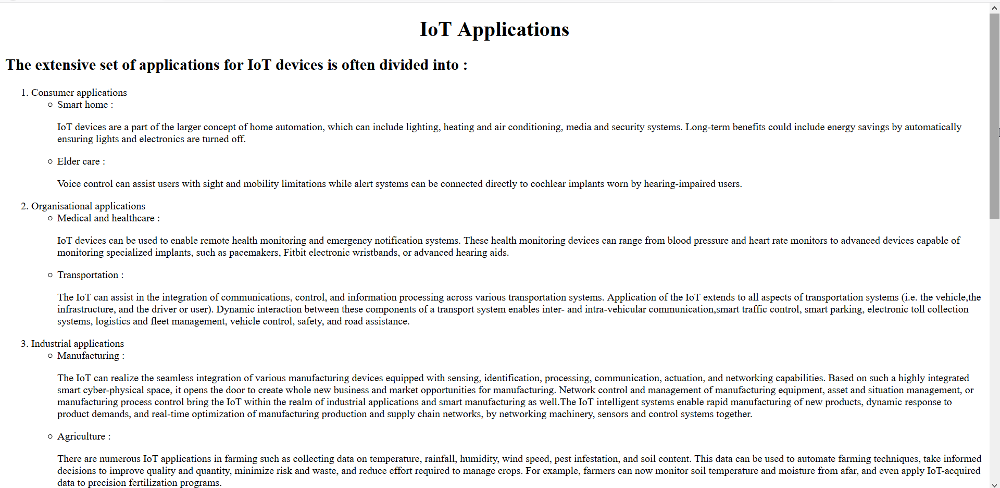 IoT Applications
The extensive set of applications for IoT devices is often divided into :
1. Consumer applications
Smart home :
IoT devices are a part of the larger concept of home automation, which can include lighting, heating and air conditioning, media and security systems. Long-term benefits could include energy savings by automatically
ensuring lights and electronics are turned off.
Elder care :
Voice control can assist users with sight and mobility limitations while alert systems can be connected directly to cochlear implants worn by hearing-impaired users.
2. Organisational applications
Medical and healthcare :
IoT devices can be used to enable remote health monitoring and emergency notification systems. These health monitoring devices can range from blood pressure and heart rate monitors to advanced devices capable of
monitoring specialized implants, such as pacemakers, Fitbit electronic wristbands, or advanced hearing aids.
Transportation :
The IoT can assist in the integration of communications, control, and information processing across various transportation systems. Application of the IoT extends to all aspects of transportation systems (i.e. the vehicle,the
infrastructure, and the driver or user). Dynamic interaction between these components of a transport system enables inter- and intra-vehicular communication,smart traffic control, smart parking, electronic toll collection
systems, logistics and fleet management, vehicle control, safety, and road assistance.
3. Industrial applications
Manufacturing :
The IoT can realize the seamless integration of various manufacturing devices equipped with sensing, identification, processing, communication, actuation, and networking capabilities. Based on such a highly integrated
smart cyber-physical space, it opens the door to create whole new business and market opportunities for manufacturing. Network control and management of manufacturing equipment, asset and situation management, or
manufacturing process control bring the IoT within the realm of industrial applications and smart manufacturing as well.The IoT intelligent systems enable rapid manufacturing of new products, dynamic response to
product demands, and real-time optimization of manufacturing production and supply chain networks, by networking machinery, sensors and control systems together.
Agriculture :
There are numerous IoT applications in farming such as collecting data on temperature, rainfall, humidity, wind speed, pest infestation, and soil content. This data can be used to automate farming techniques, take informed
decisions to improve quality and quantity, minimize risk and waste, and reduce effort required to manage crops. For example, farmers can now monitor soil temperature and moisture from afar, and even apply IoT-acquired
data to precision fertilization programs.